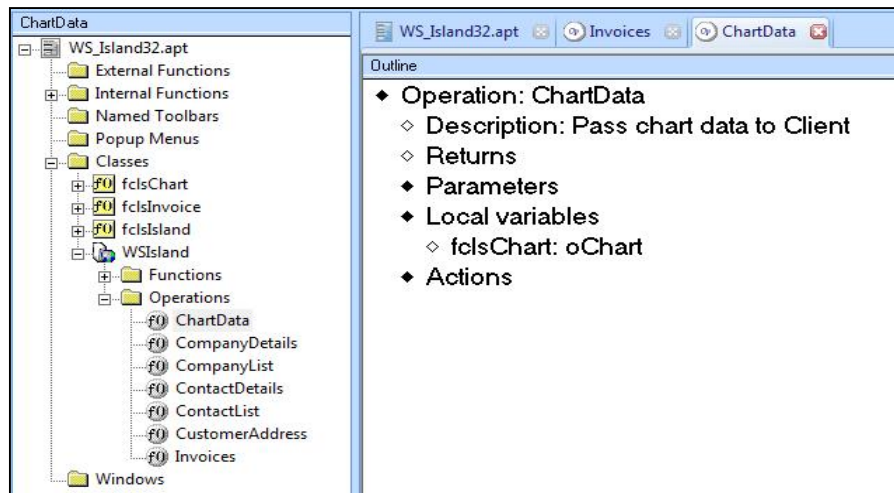 ChartData
WS_Island32.apt
External Functions
Internal Functions
Named Toolbars
Popup Menus
Classes
fclsChart
fclsInvoice
fclsIsland
WSIsland
Functions
Operations
ChartData
CompanyDetails
CompanyList
ContactDetails
ContactList
CustomerAddress
Invoices
Windows
WS_Island32.apt Invoices ChartData
Outline
Operation: ChartData
Description: Pass chart data to Client
Returns
Parameters
Local variables
fclsChart: oChart
Actions